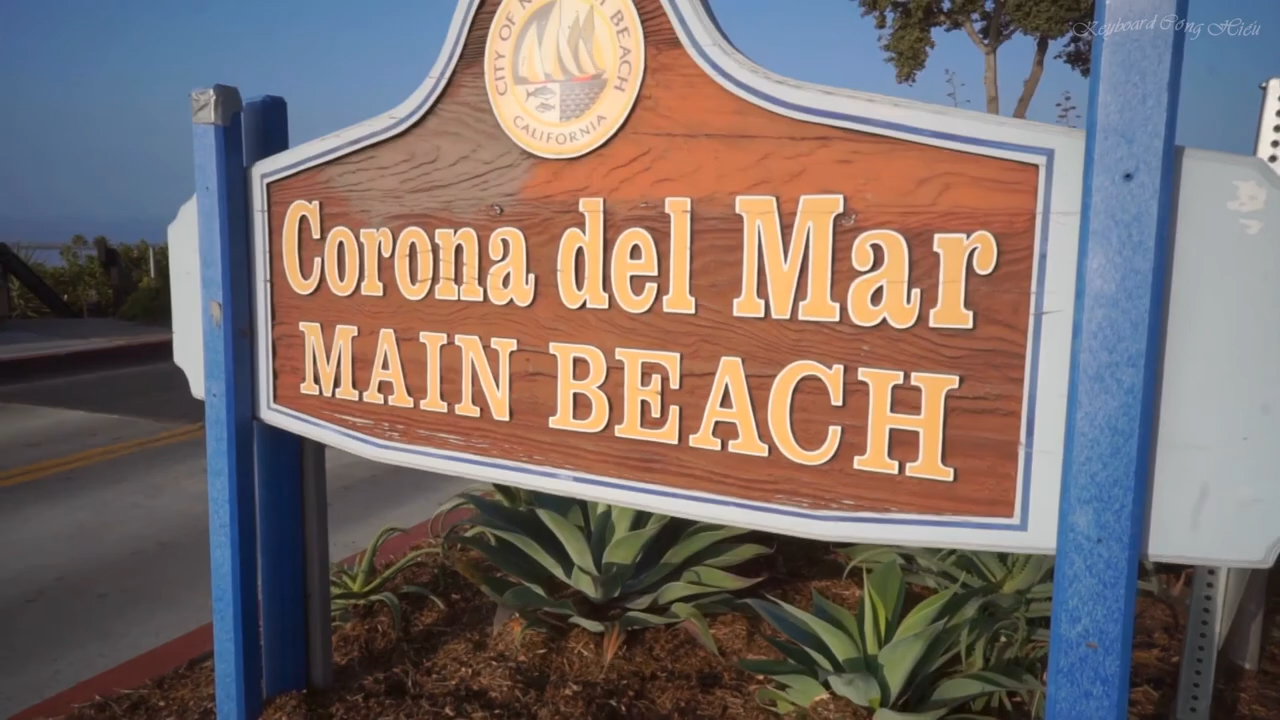 Keyboard Công Hiếu
CITY OF N BEACH
CALIFORNIA
Corona del Mar
MAIN BEACH